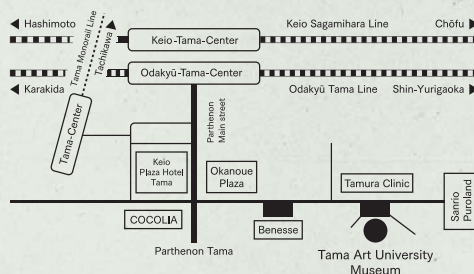 Hashimoto
Keio Sagamihara Line
Chōfu
Tama Monorail Line
Tachikawa
Keio-Tama-Center
Odakyū-Tama-Center
Karakida
Odakyū Tama Line
Shin-Yurigaoka
Tama-Center
Parthenon
Main street
Keio
Plaza Hotel
Tama
Okanoue
Plaza
Tamura Clinic
Sanrio
Puroland
COCOLIA
Benesse
Parthenon Tama
Tama Art University
Museum